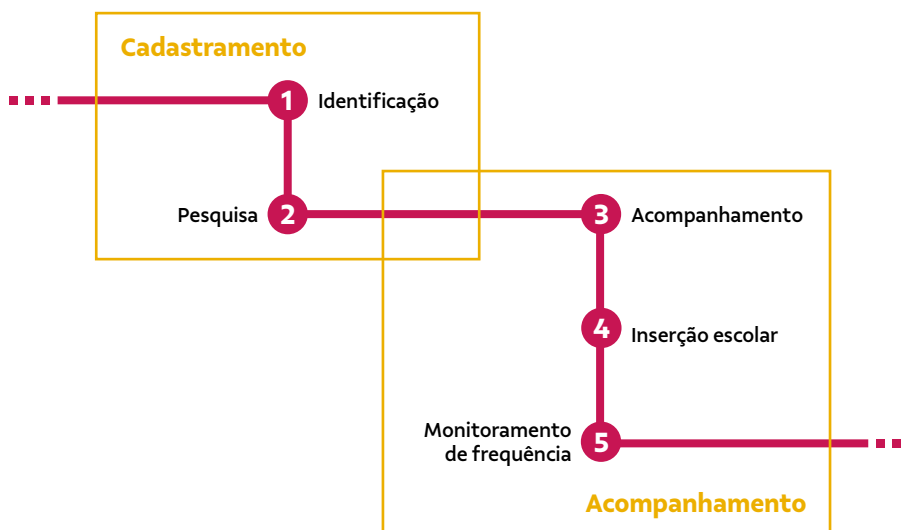 Cadastramento
1 Identificação
Pesquisa 2
3 Acompanhamento
4 Inserção escolar
Monitoramento
de frequência 5
Acompanhamento